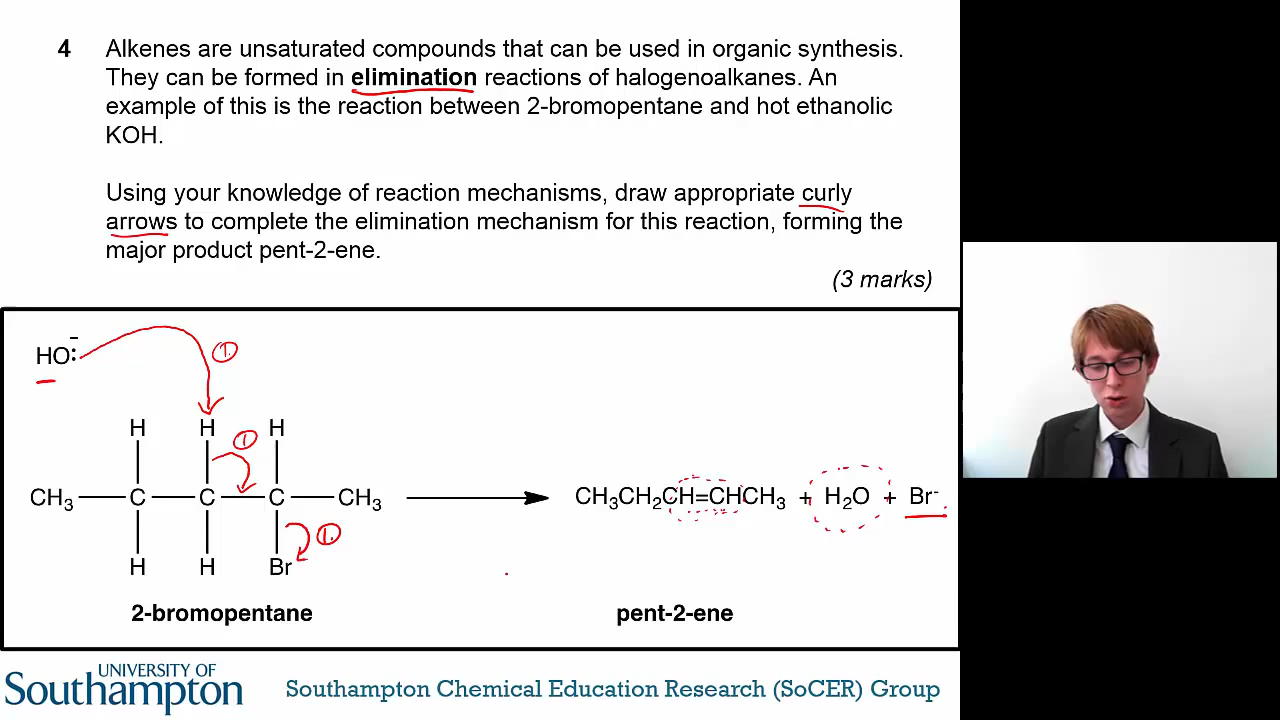 4 Alkenes are unsaturated compounds that can be used in organic synthesis.
They can be formed in elimination reactions of halogenoalkanes. An
example of this is the reaction between 2-bromopentane and hot ethanolic
KOH.
Using your knowledge of reaction mechanisms, draw appropriate curly
arrows to complete the elimination mechanism for this reaction, forming the
major product pent-2-ene.
(3 marks)
HO:⁻
①
H H H
①
CH₃ C C C CH₃
CH₃CH₂CH=CHCH₃ + H₂O + Br⁻
①
H H Br
2-bromopentane pent-2-ene
UNIVERSITY OF
Southampton
Southampton Chemical Education Research (SoCER) Group